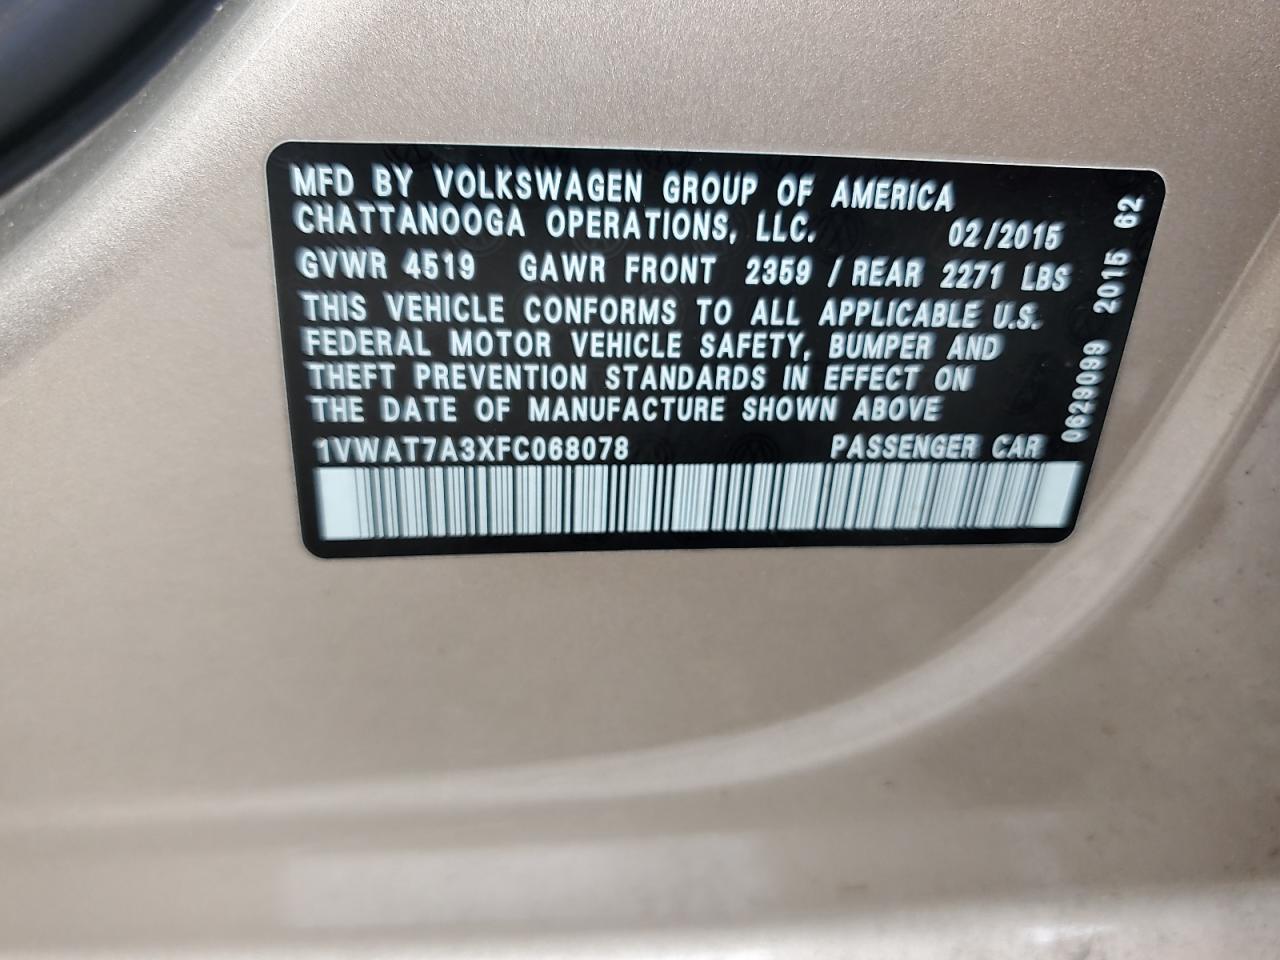 MFD BY VOLKSWAGEN GROUP OF AMERICA
CHATTANOOGA OPERATIONS, LLC. 02/2015
GVWR 4519 GAWR FRONT 2359 / REAR 2271 LBS
THIS VEHICLE CONFORMS TO ALL APPLICABLE U.S.
FEDERAL MOTOR VEHICLE SAFETY, BUMPER AND
THEFT PREVENTION STANDARDS IN EFFECT ON
THE DATE OF MANUFACTURE SHOWN ABOVE
1VWAT7A3XFC068078 PASSENGER CAR
0629099 2015 62